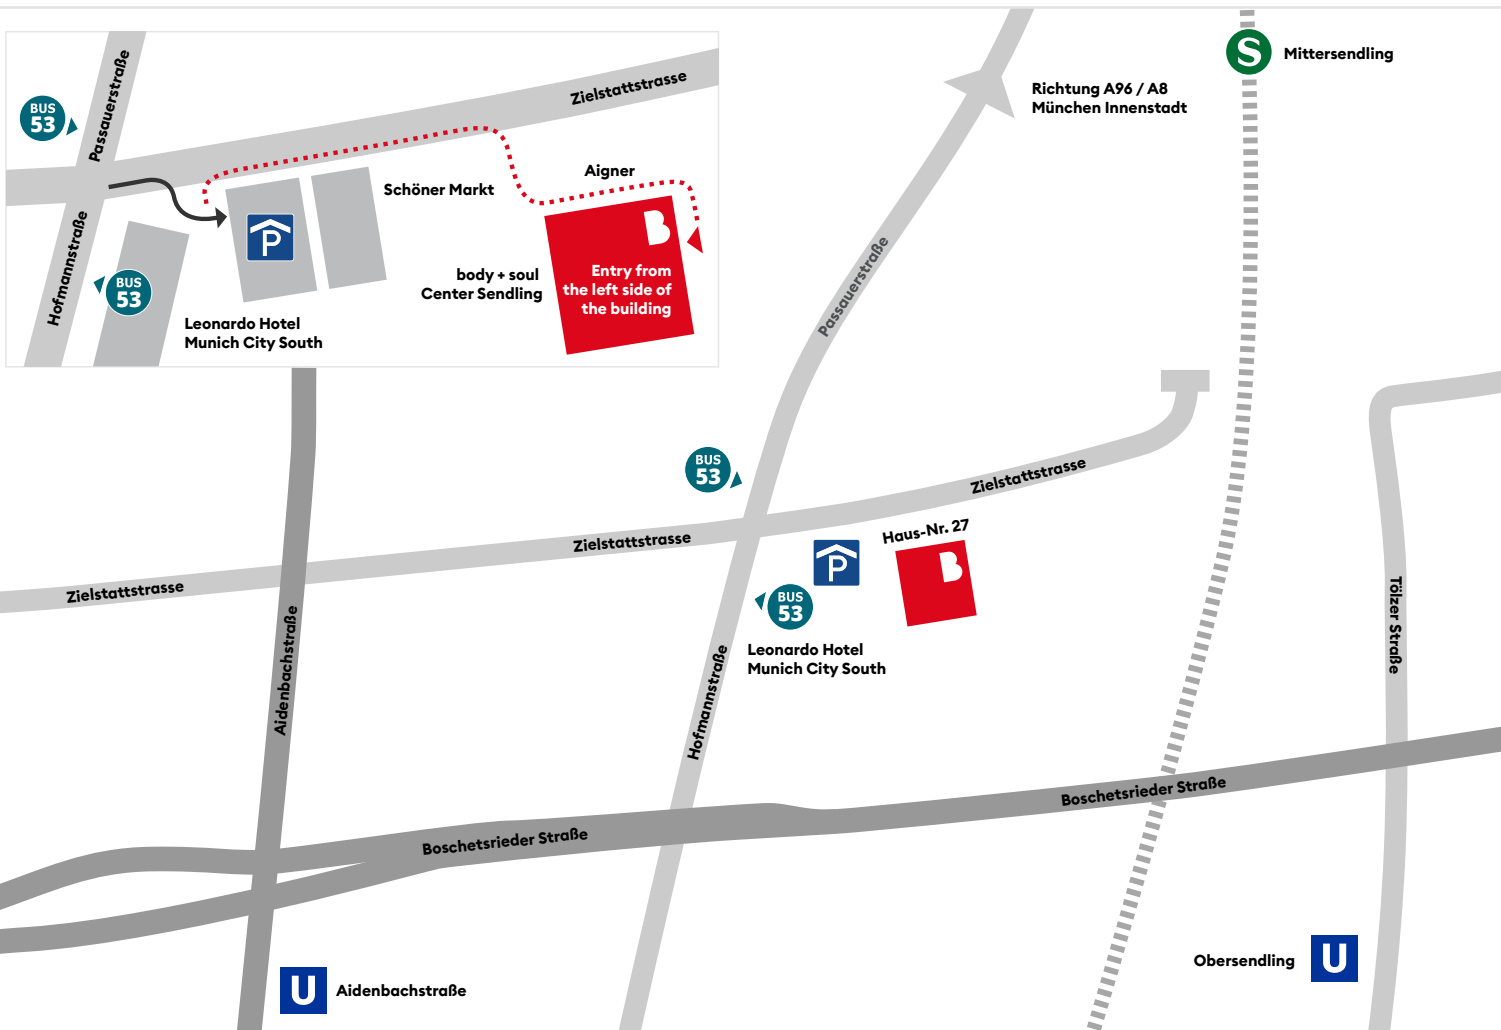 Passauerstraße
BUS
53
Zielstattstrasse
Aigner
Schöner Markt
P
B
Hofmannstraße
BUS
53
body + soul
Center Sendling
Entry from
the left side of
the building
Leonardo Hotel
Munich City South
S
Mittersendling
Richtung A96 / A8
München Innenstadt
Passauerstraße
BUS
53
Zielstattstrasse
Zielstattstrasse
Zielstattstrasse
Haus-Nr. 27
P
B
BUS
53
Leonardo Hotel
Munich City South
Aidenbachstraße
Hofmannstraße
Tölzer Straße
Boschetsrieder Straße
Boschetsrieder Straße
Obersendling
U
U
Aidenbachstraße